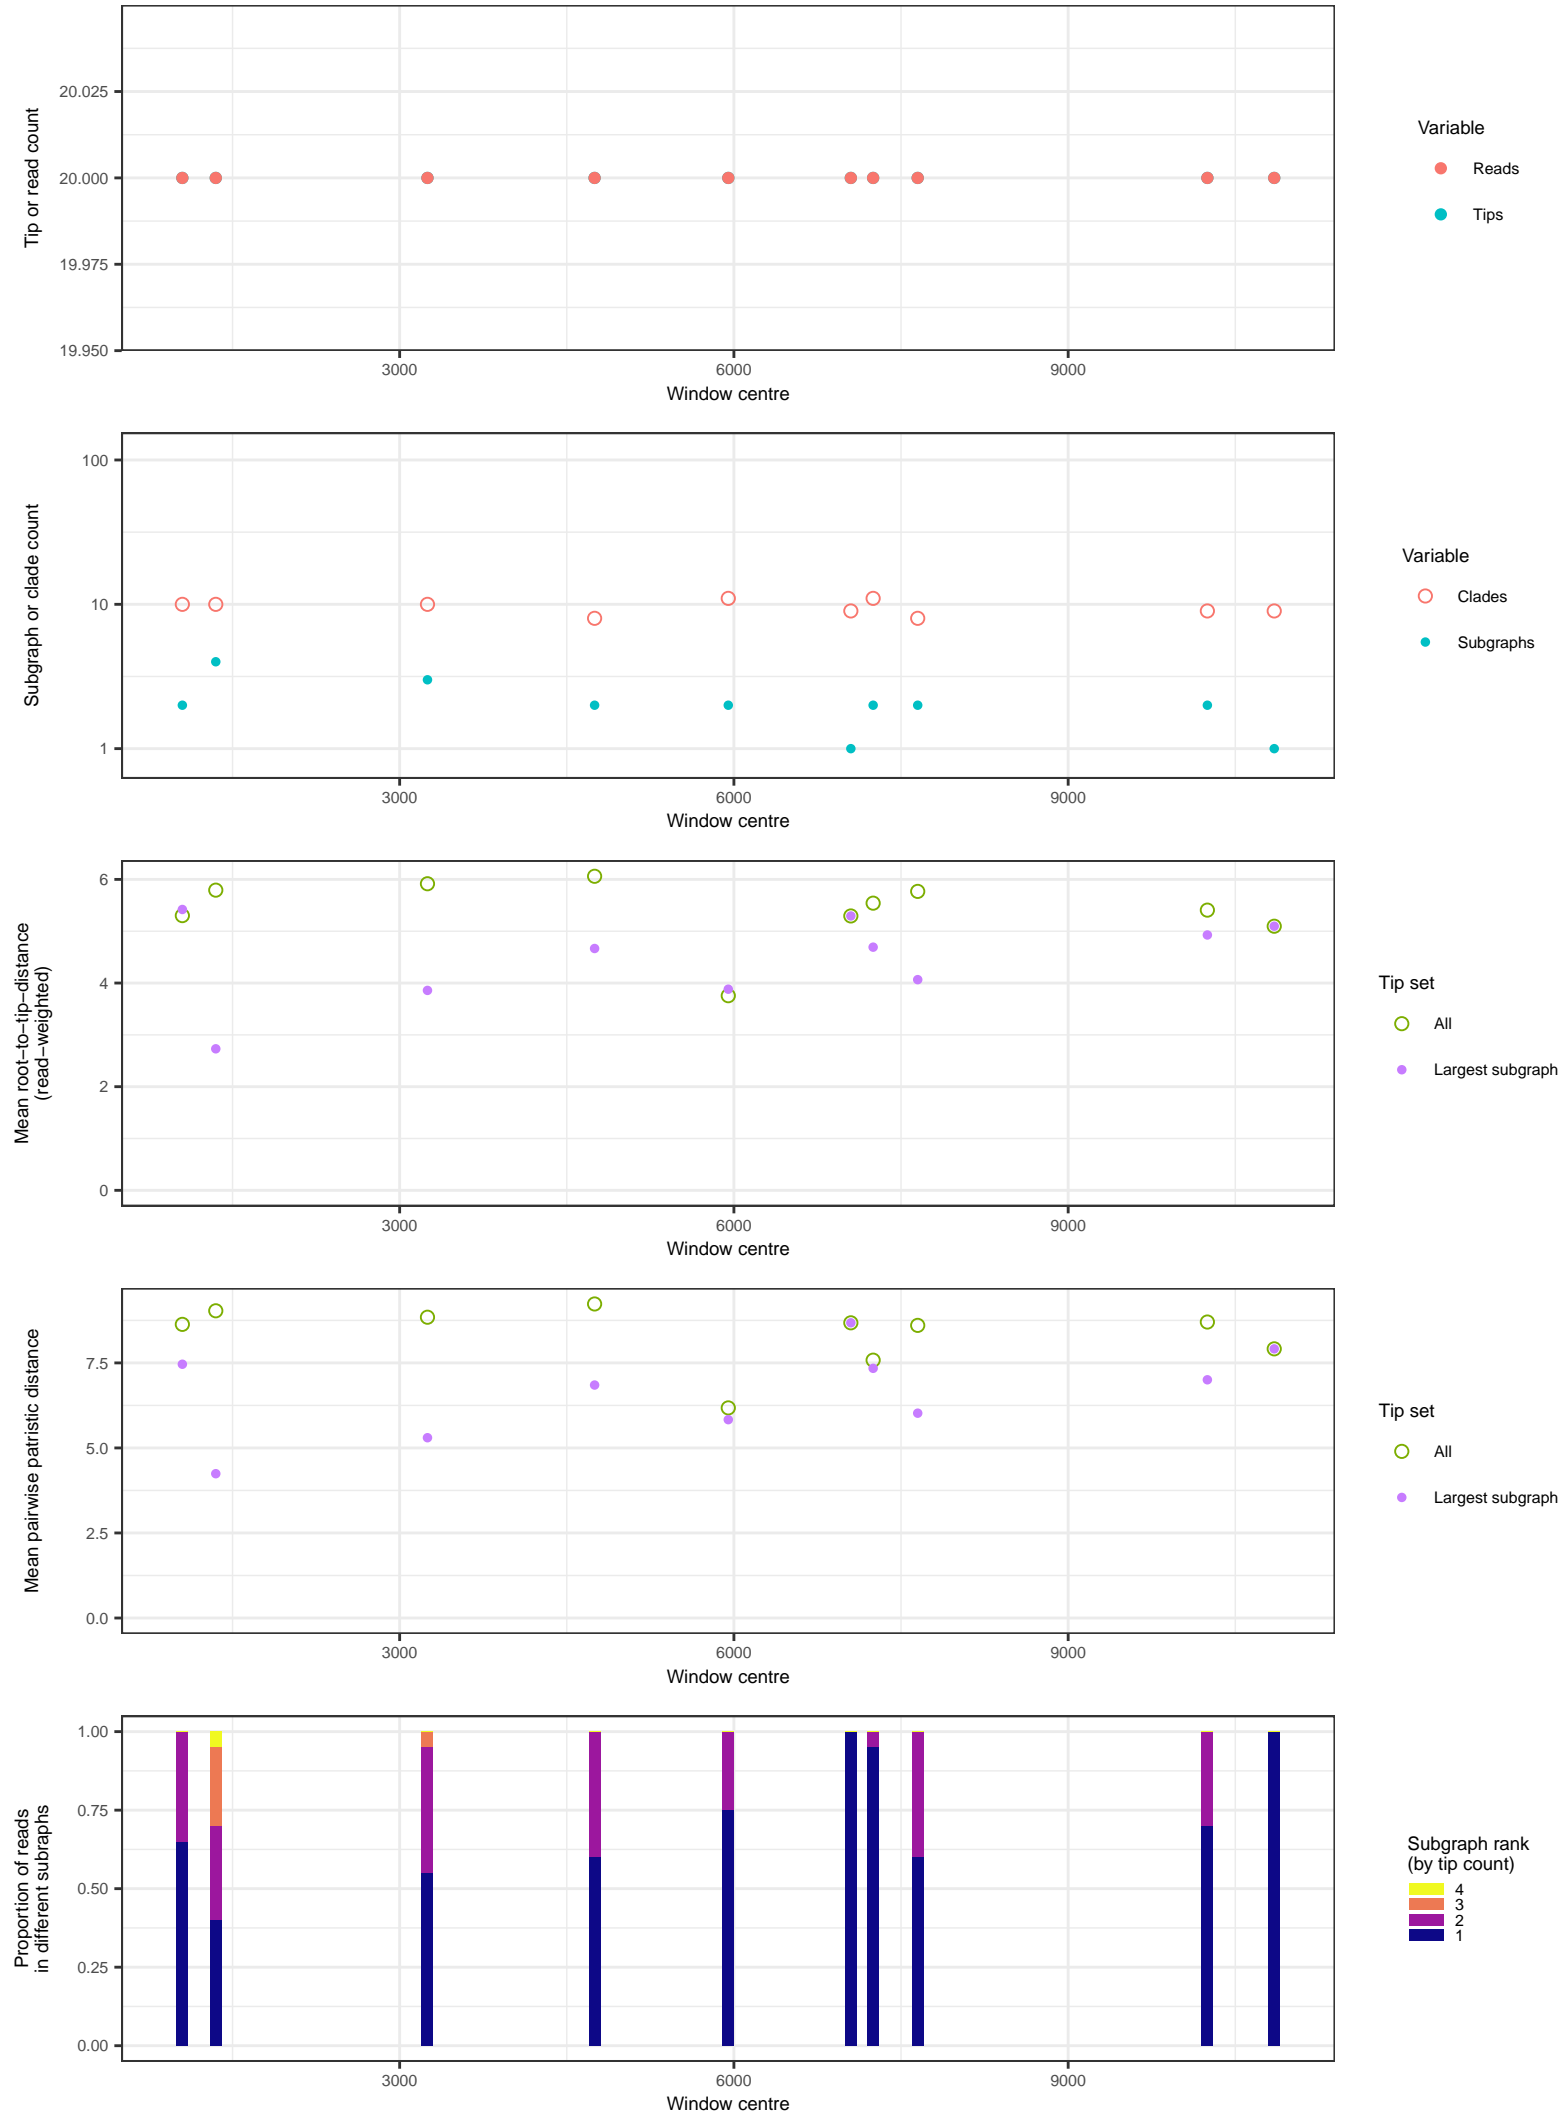 Tip or read count
20.025
20.000
19.975
19.950
3000 6000 9000
Window centre
Variable
Reads
Tips
Subgraph or clade count
100
10
1
3000 6000 9000
Window centre
Variable
Clades
Subgraphs
Mean root−to−tip−distance
(read−weighted)
6
4
2
0
3000 6000 9000
Window centre
Tip set
All
Largest subgraph
Mean pairwise patristic distance
7.5
5.0
2.5
0.0
3000 6000 9000
Window centre
Tip set
All
Largest subgraph
Proportion of reads
in different subraphs
1.00
0.75
0.50
0.25
0.00
3000 6000 9000
Window centre
Subgraph rank
(by tip count)
4
3
2
1